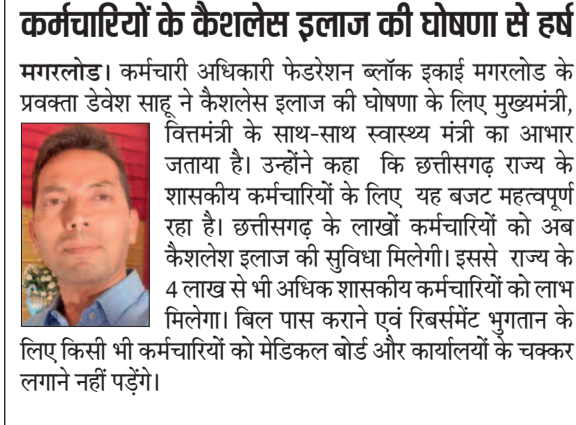 कर्मचारियों के कैशलेस इलाज की घोषणा से हर्ष
मगरलोड। कर्मचारी अधिकारी फेडरेशन ब्लॉक इकाई मगरलोड के
प्रवक्ता डेवेश साहू ने कैशलेस इलाज की घोषणा के लिए मुख्यमंत्री,
वित्तमंत्री के साथ-साथ स्वास्थ्य मंत्री का आभार
जताया है। उन्होंने कहा कि छत्तीसगढ़ राज्य के
शासकीय कर्मचारियों के लिए यह बजट महत्वपूर्ण
रहा है। छत्तीसगढ़ के लाखों कर्मचारियों को अब
कैशलेश इलाज की सुविधा मिलेगी। इससे राज्य के
4 लाख से भी अधिक शासकीय कर्मचारियों को लाभ
मिलेगा। बिल पास कराने एवं रिबर्समेंट भुगतान के
लिए किसी भी कर्मचारियों को मेडिकल बोर्ड और कार्यालयों के चक्कर
लगाने नहीं पड़ेंगे।